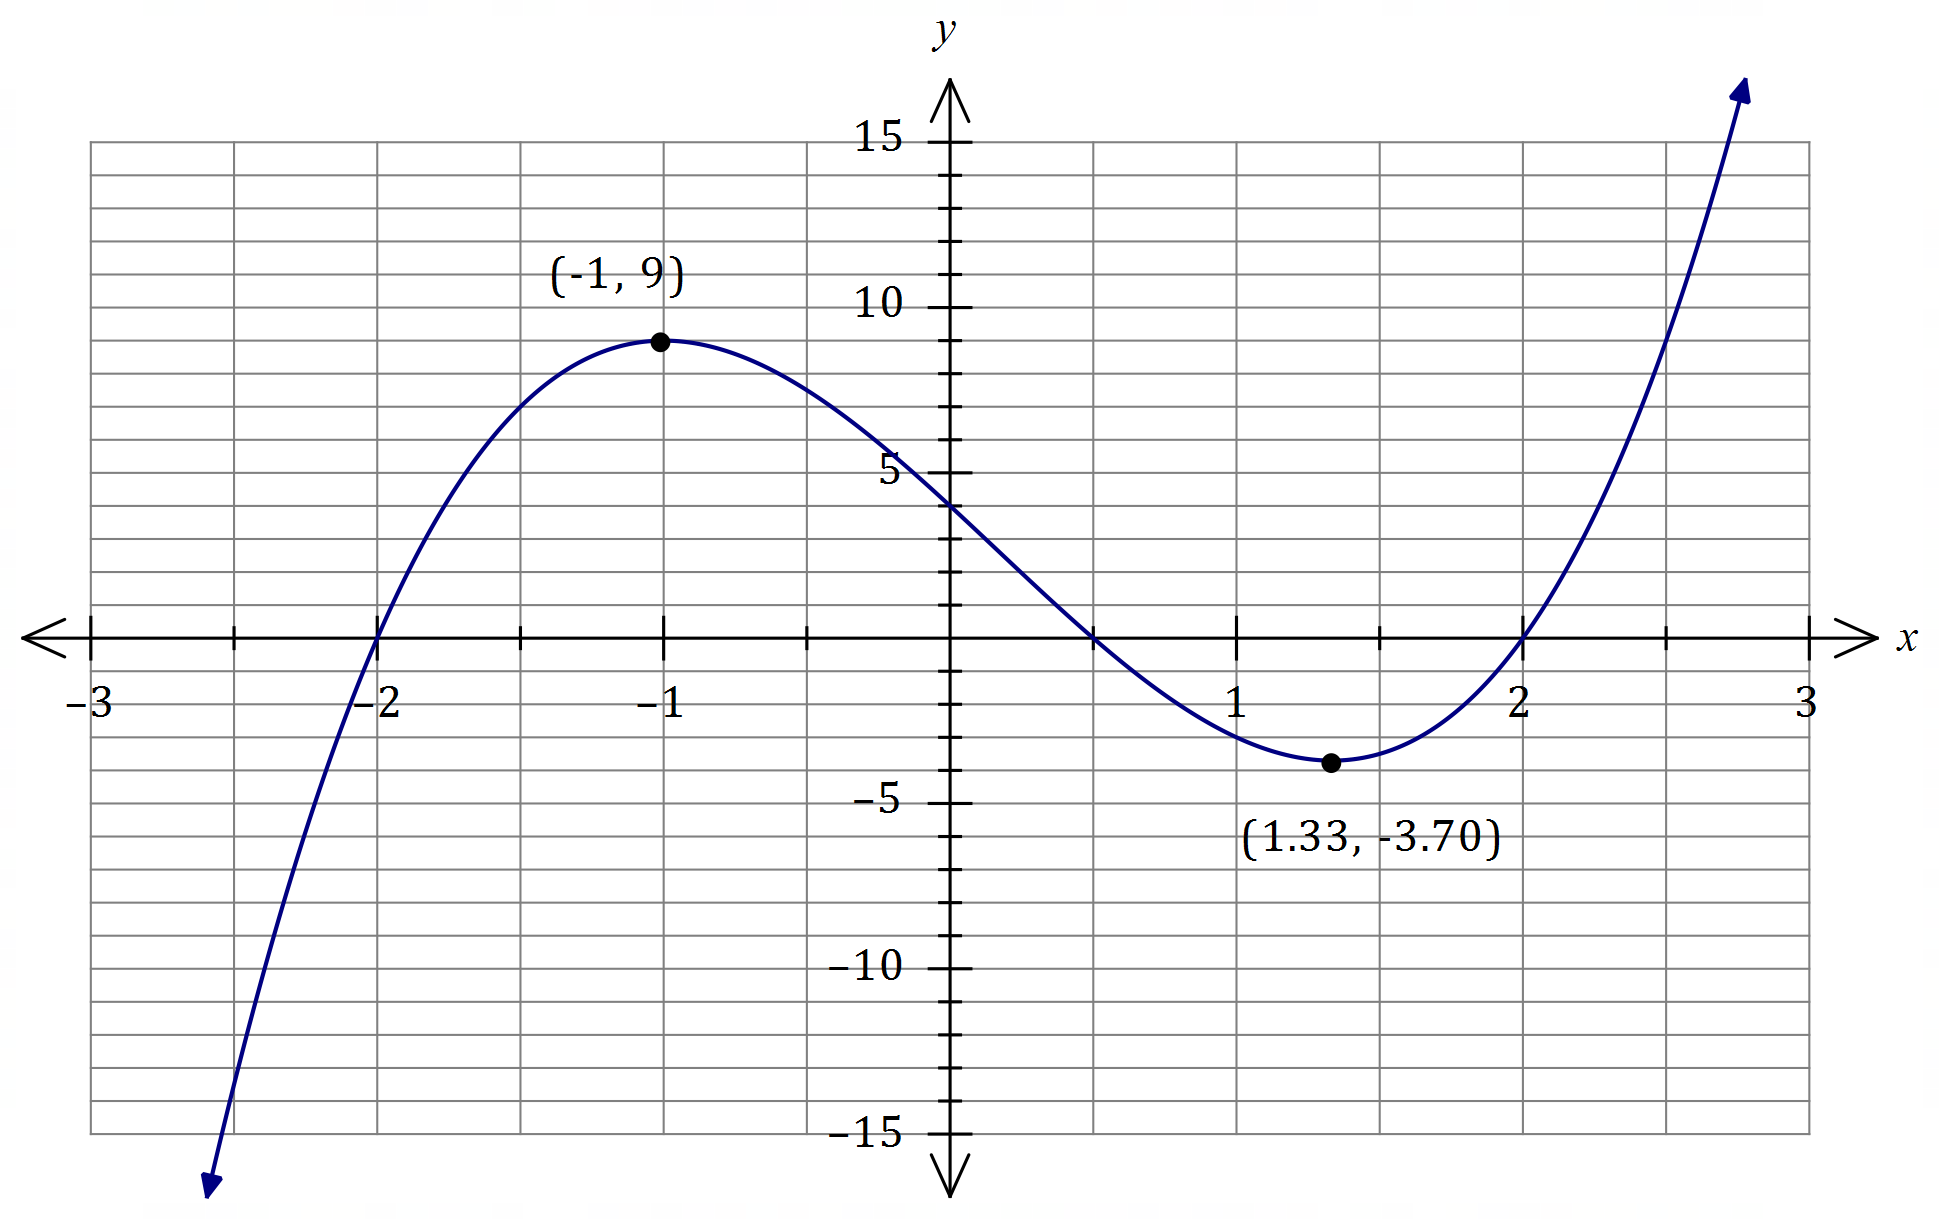 y
15
(-1, 9)
10
5
x
–3 –2 –1 1 2 3
–5
(1.33, -3.70)
–10
–15